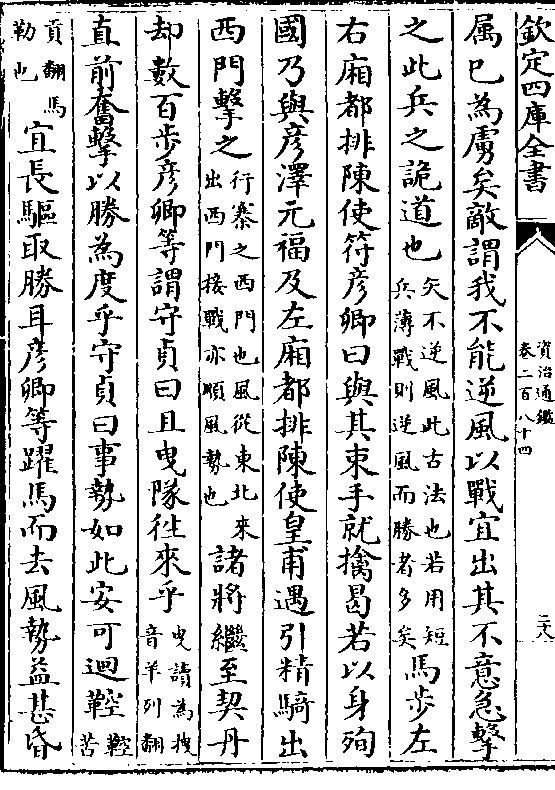 欽定四庫全書
資治通鑑
卷二百八十四
二六
属已為虜矣敵謂我不能逆風以戰宜出其不意急擊
之此兵之詭道也矢不逆風此古法也若用短兵薄戰則逆風而勝者多矣馬步左
右廂都排陳使符彦卿曰與其束手就擒曷若以身殉
國乃與彦澤元福及左廂都排陳使皇甫遇引精騎出
西門擊之行寨之西門也風從東北來出西門接戰亦順風勢也諸將繼至契丹
却數百步彦卿等謂守貞曰且曳隊往來乎曳讀為拽音羊列翻
直前奮擊以勝為度乎守貞曰事勢如此安可迴鞚鞚苦
貢翻馬勒也宜長驅取勝耳彦卿等躍馬而去風勢益甚昏